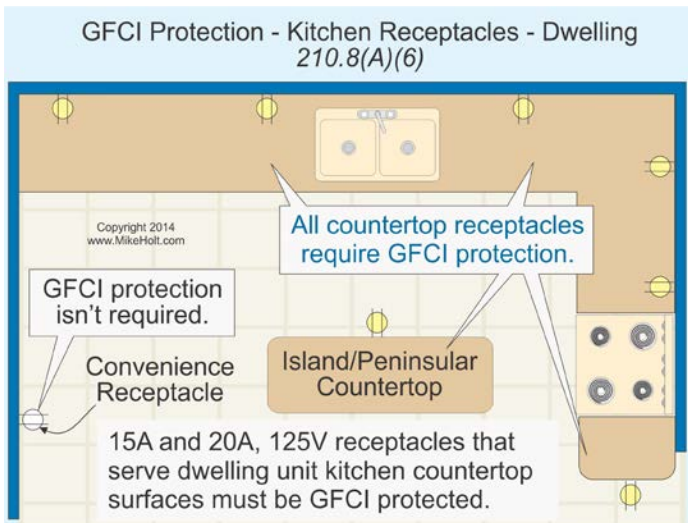 GFCI Protection - Kitchen Receptacles - Dwelling
210.8(A)(6)
Copyright 2014
www.MikeHolt.com
All countertop receptacles
require GFCI protection.
GFCI protection
isn't required.
Convenience
Receptacle
Island/Peninsular
Countertop
15A and 20A, 125V receptacles that
serve dwelling unit kitchen countertop
surfaces must be GFCI protected.